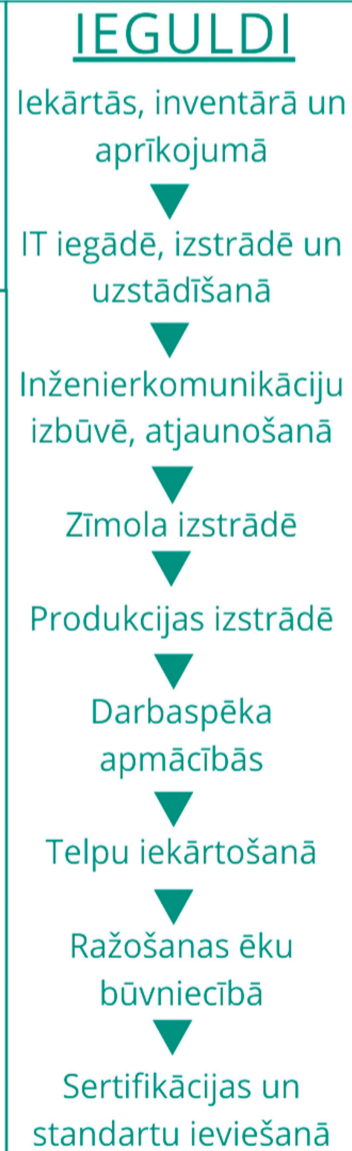 IEGULDI
Iekārtās, inventārā un
aprīkojumā
IT iegādē, izstrādē un
uzstādīšanā
Inženierkomunikāciju
izbūvē, atjaunošanā
Zīmola izstrādē
Produkcijas izstrādē
Darbaspēka
apmācībās
Telpu iekārtošanā
Ražošanas ēku
būvniecībā
Sertifikācijas un
standartu ieviešanā